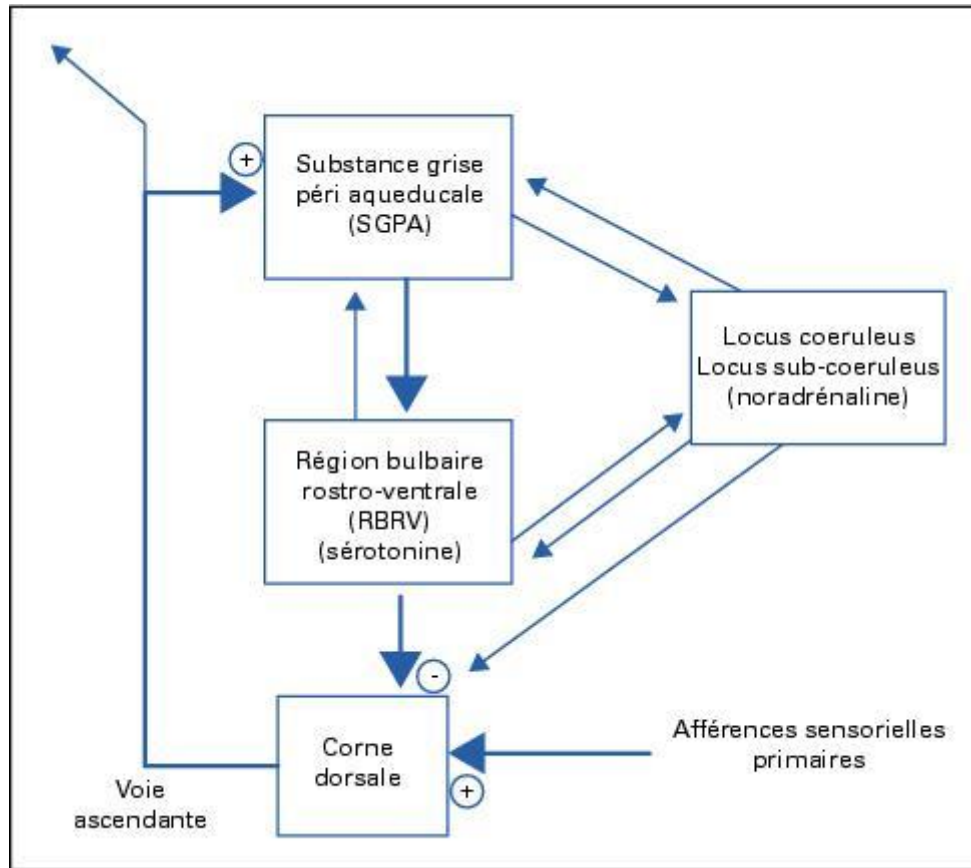 +
Substance grise
péri aqueducale
(SGPA)
Locus coeruleus
Locus sub-coeruleus
(noradrénaline)
Région bulbaire
rostro-ventrale
(RBRV)
(sérotonine)
-
Corne
dorsale
+
Afférences sensorielles
primaires
Voie
ascendante